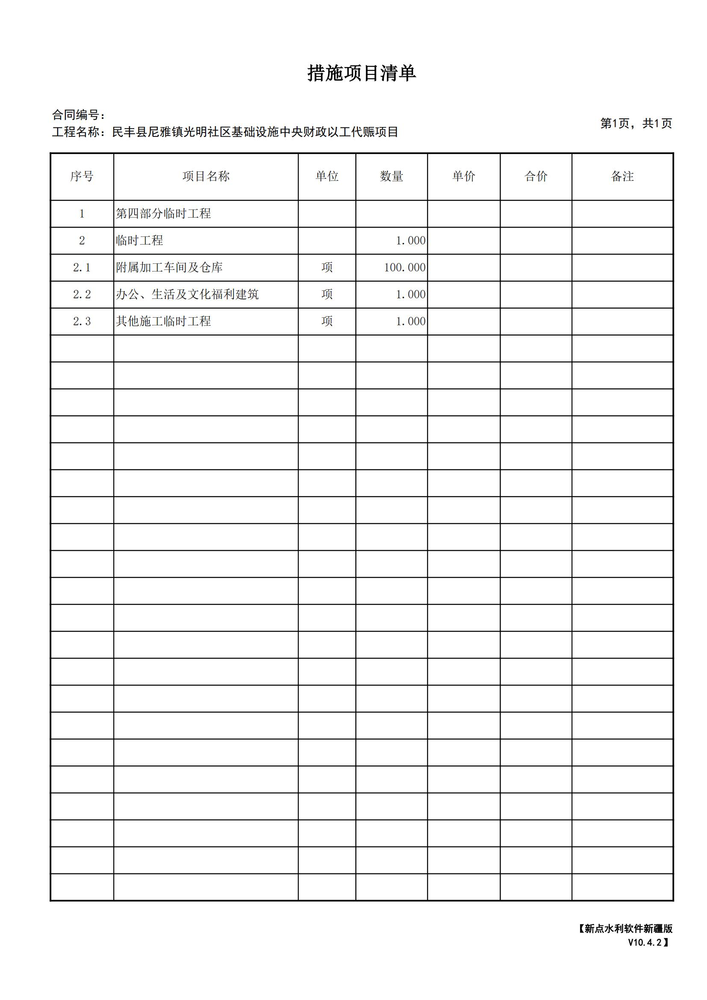 措施项目清单
合同编号：
工程名称：民丰县尼雅镇光明社区基础设施中央财政以工代赈项目
第1页，共1页
序号 项目名称 单位 数量 单价 合价 备注
1 第四部分临时工程
2 临时工程 1.000
2.1 附属加工车间及仓库 项 100.000
2.2 办公、生活及文化福利建筑 项 1.000
2.3 其他施工临时工程 项 1.000
【新点水利软件新疆版
V10.4.2】